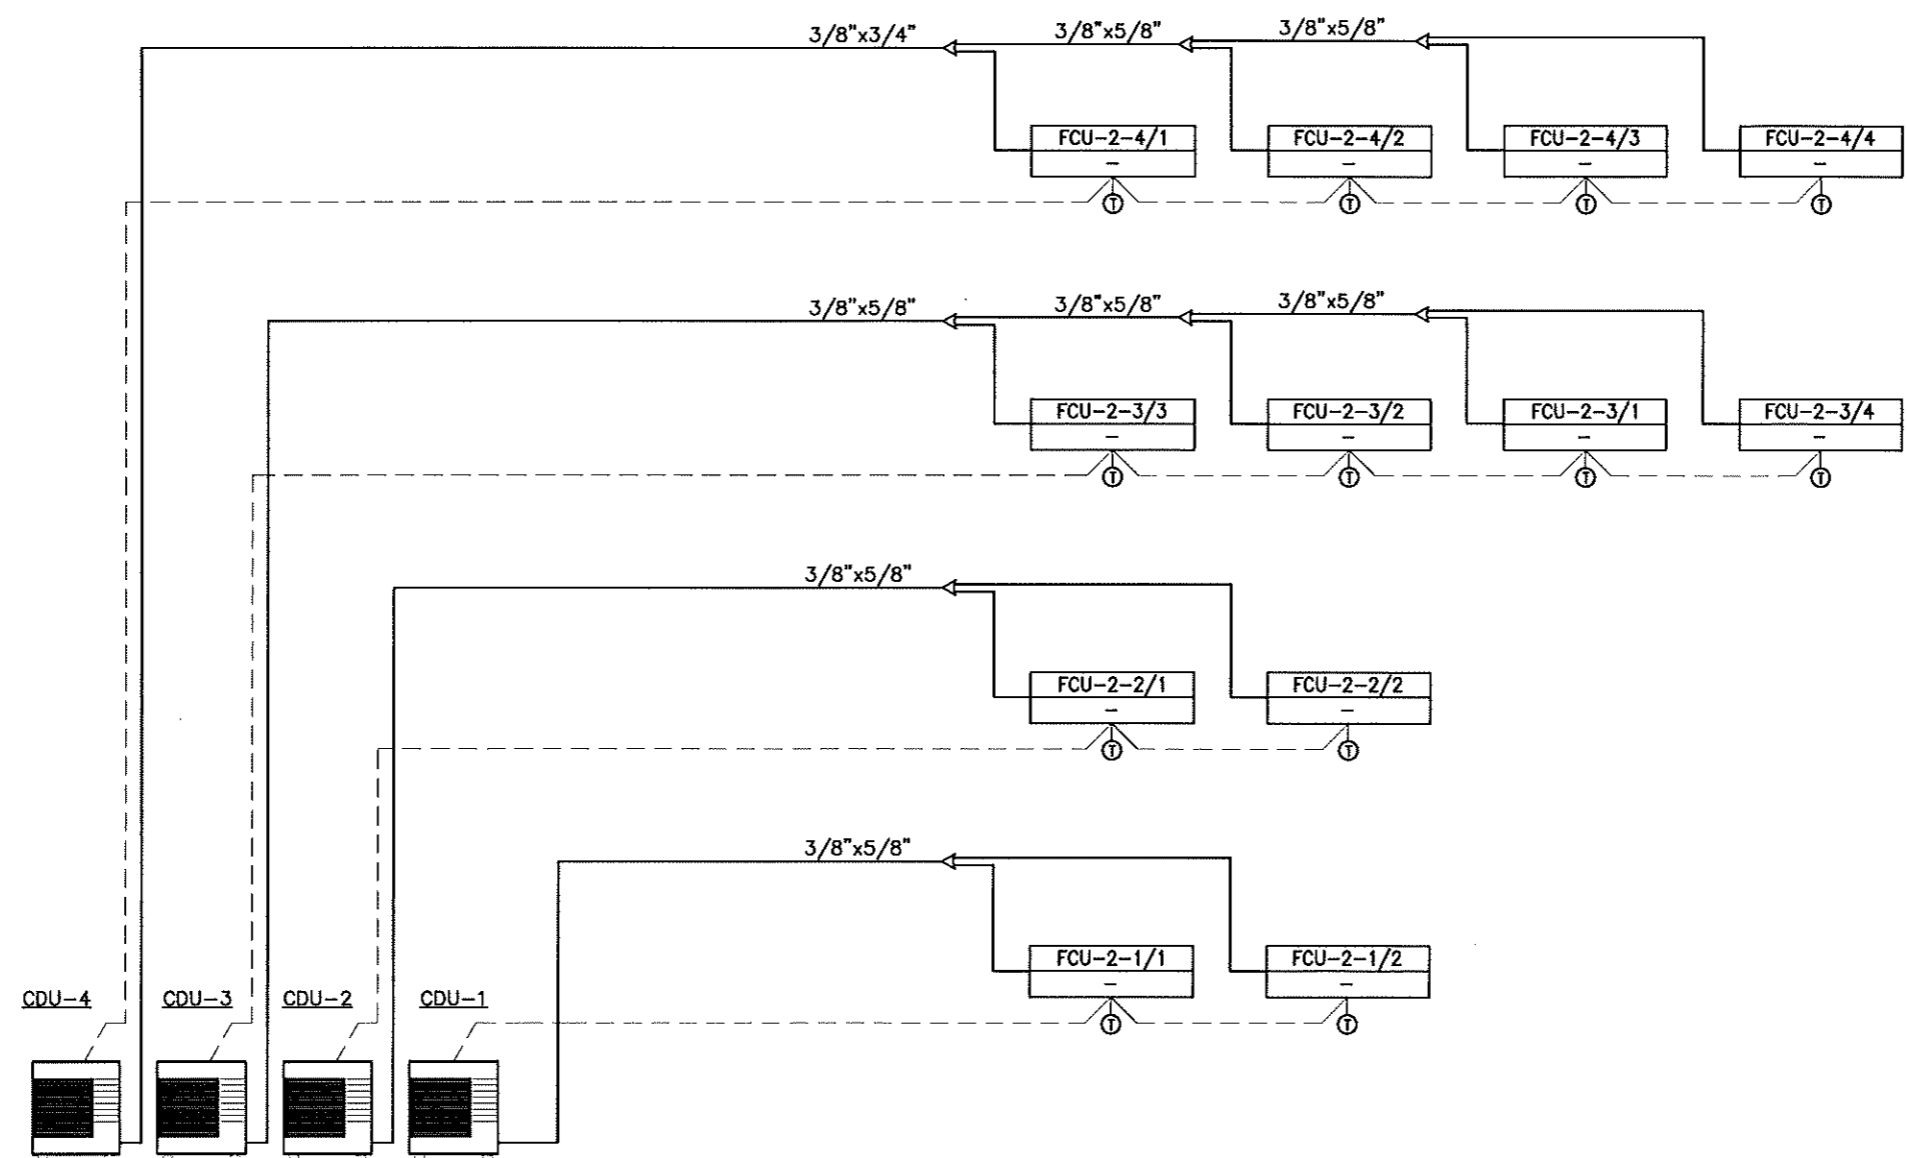 3/8"x3/4" 3/8"x5/8" 3/8"x5/8"
FCU-2-4/1 FCU-2-4/2 FCU-2-4/3 FCU-2-4/4
- - - -
T T T T
3/8"x5/8" 3/8"x5/8" 3/8"x5/8"
FCU-2-3/3 FCU-2-3/2 FCU-2-3/1 FCU-2-3/4
- - - -
T T T T
3/8"x5/8"
FCU-2-2/1 FCU-2-2/2
- -
T T
3/8"x5/8"
FCU-2-1/1 FCU-2-1/2
- -
CDU-4 CDU-3 CDU-2 CDU-1
T T